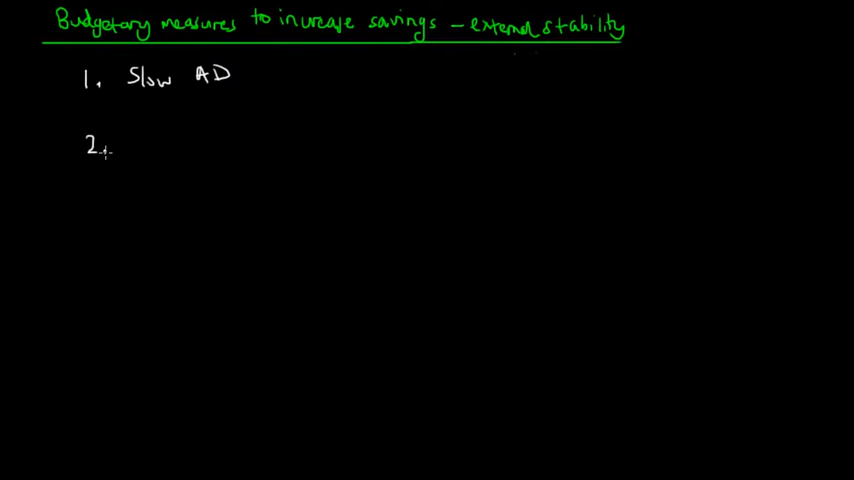 Budgetary measures to increase savings – external stability
1. Slow AD
2.